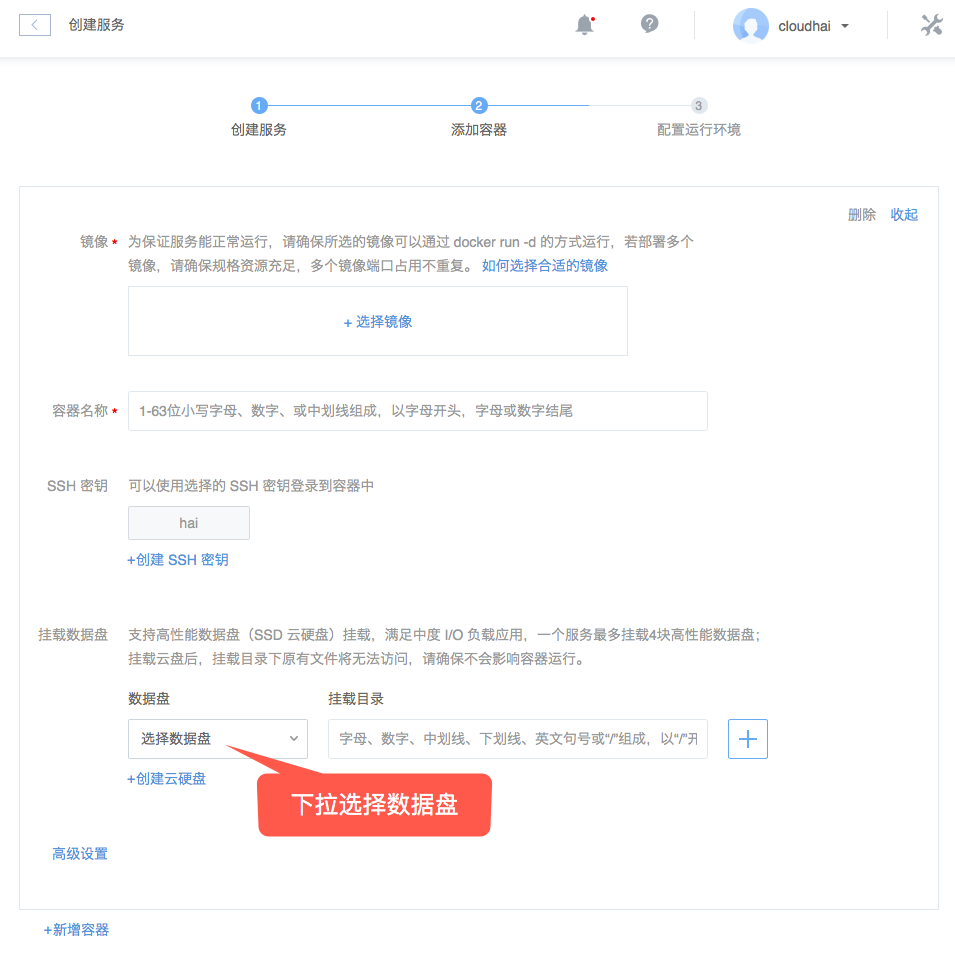 创建服务
cloudhai
1
2
3
创建服务
添加容器
配置运行环境
删除 收起
镜像 * 为保证服务能正常运行，请确保所选的镜像可以通过 docker run -d 的方式运行，若部署多个
镜像，请确保规格资源充足，多个镜像端口占用不重复。 如何选择合适的镜像
+ 选择镜像
容器名称 * 1-63位小写字母、数字、或中划线组成，以字母开头，字母或数字结尾
SSH 密钥 可以使用选择的 SSH 密钥登录到容器中
hai
+创建 SSH 密钥
挂载数据盘 支持高性能数据盘（SSD 云硬盘）挂载，满足中度 I/O 负载应用，一个服务最多挂载4块高性能数据盘；
挂载云盘后，挂载目录下原有文件将无法访问，请确保不会影响容器运行。
数据盘 挂载目录
选择数据盘 字母、数字、中划线、下划线、英文句号或“/”组成，以“/”开
+创建云硬盘
下拉选择数据盘
高级设置
+新增容器